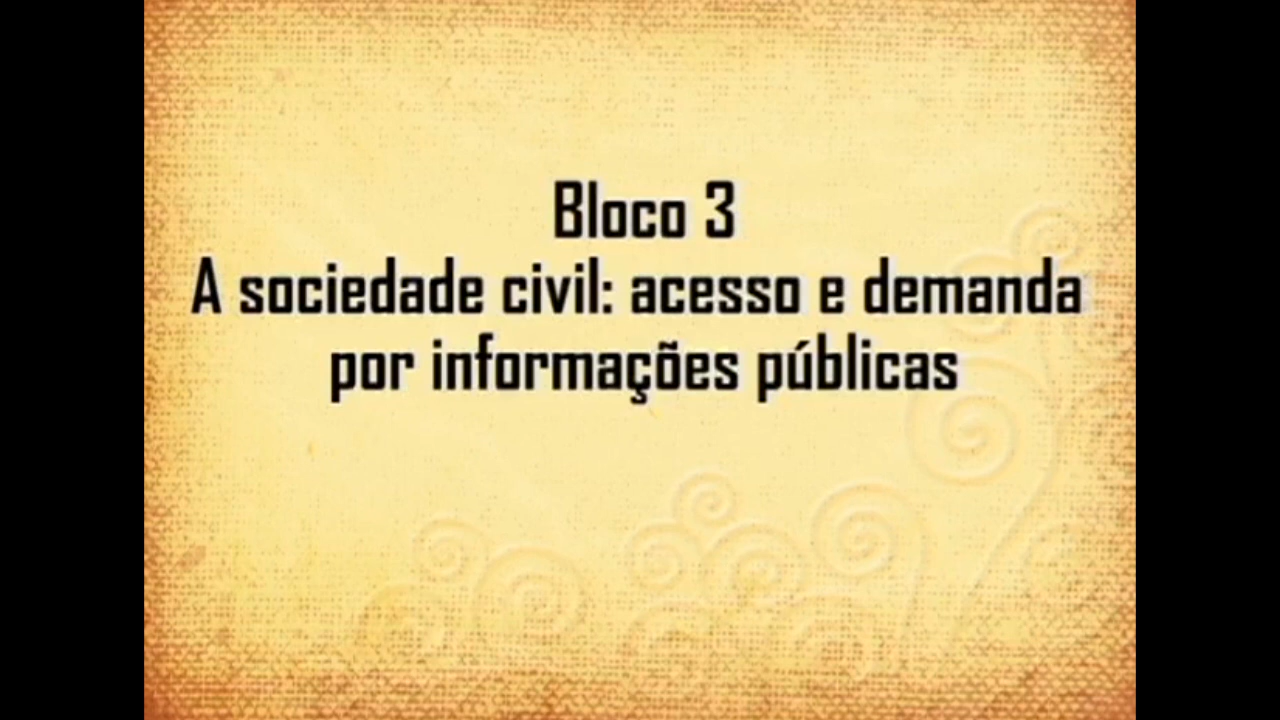 Bloco 3
A sociedade civil: acesso e demanda
por informações públicas